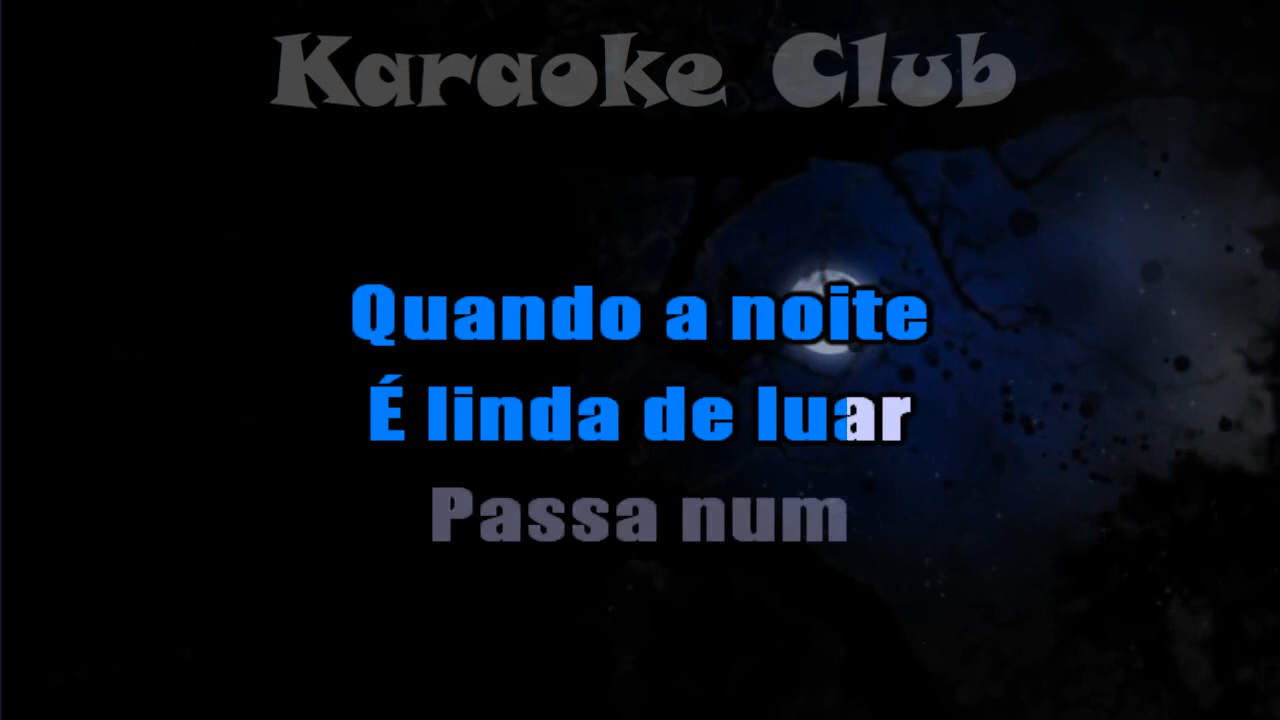 Karaoke Club
Quando a noite
É linda de luar
Passa num